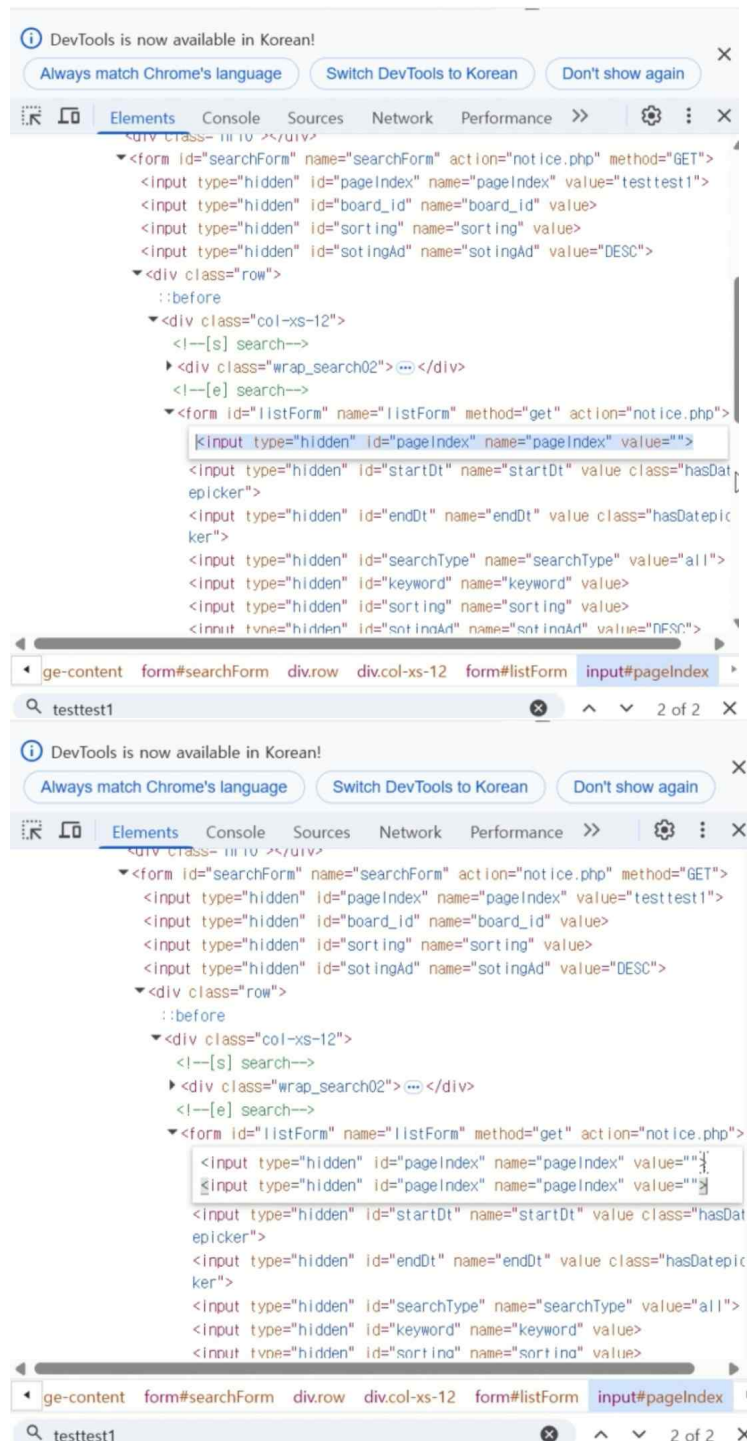 DevTools is now available in Korean!
Always match Chrome's language Switch DevTools to Korean Don't show again
Elements Console Sources Network Performance
<form id="searchForm" name="searchForm" action="notice.php" method="GET">
<input type="hidden" id="pageIndex" name="pageIndex" value="testtest1">
<input type="hidden" id="board_id" name="board_id" value>
<input type="hidden" id="sorting" name="sorting" value>
<input type="hidden" id="sotingAd" name="sotingAd" value="DESC">
<div class="row">
::before
<div class="col-xs-12">
<!--[s] search-->
<div class="wrap_search02">…</div>
<!--[e] search-->
<form id="listForm" name="listForm" method="get" action="notice.php">
<input type="hidden" id="pageIndex" name="pageIndex" value="">
<input type="hidden" id="startDt" name="startDt" value class="hasDat
epicker">
<input type="hidden" id="endDt" name="endDt" value class="hasDatepic
ker">
<input type="hidden" id="searchType" name="searchType" value="all">
<input type="hidden" id="keyword" name="keyword" value>
<input type="hidden" id="sorting" name="sorting" value>
<input type="hidden" id="sotingAd" name="sotingAd" value="DESC">
ge-content form#searchForm div.row div.col-xs-12 form#listForm input#pageIndex
testtest1 2 of 2
DevTools is now available in Korean!
Always match Chrome's language Switch DevTools to Korean Don't show again
Elements Console Sources Network Performance
<form id="searchForm" name="searchForm" action="notice.php" method="GET">
<input type="hidden" id="pageIndex" name="pageIndex" value="testtest1">
<input type="hidden" id="board_id" name="board_id" value>
<input type="hidden" id="sorting" name="sorting" value>
<input type="hidden" id="sotingAd" name="sotingAd" value="DESC">
<div class="row">
::before
<div class="col-xs-12">
<!--[s] search-->
<div class="wrap_search02">…</div>
<!--[e] search-->
<form id="listForm" name="listForm" method="get" action="notice.php">
<input type="hidden" id="pageIndex" name="pageIndex" value="">
<input type="hidden" id="pageIndex" name="pageIndex" value="">
<input type="hidden" id="startDt" name="startDt" value class="hasDat
epicker">
<input type="hidden" id="endDt" name="endDt" value class="hasDatepic
ker">
<input type="hidden" id="searchType" name="searchType" value="all">
<input type="hidden" id="keyword" name="keyword" value>
<input type="hidden" id="sorting" name="sorting" value>
ge-content form#searchForm div.row div.col-xs-12 form#listForm input#pageIndex
testtest1 2 of 2